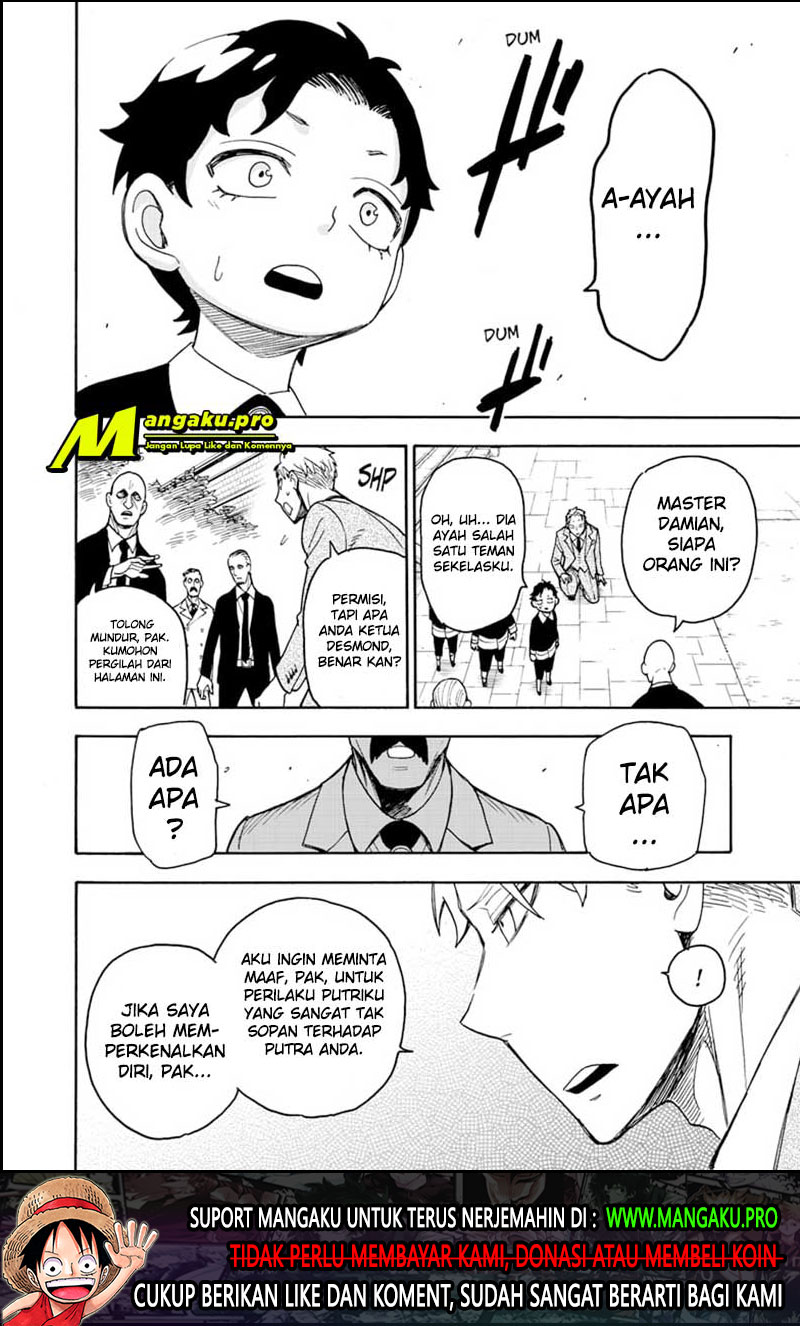 DUM
A-AYAH
...
DUM
Mangaku.pro
Jangan Lupa Like dan Komennya
MASTER
DAMIAN,
SIAPA
ORANG INI?
OH, UH... DIA
AYAH SALAH
SATU TEMAN
SEKELASKU.
SHP
PERMISI,
TAPI APA
ANDA KETUA
DESMOND,
BENAR KAN?
TOLONG
MUNDUR, PAK.
KUMOHON
PERGILAH DARI
HALAMAN INI.
TAK
APA
...
ADA
APA
?
!
AKU INGIN MEMINTA
MAAF, PAK, UNTUK
PERILAKU PUTRIKU
YANG SANGAT TAK
SOPAN TERHADAP
PUTRA ANDA.
JIKA SAYA
BOLEH MEM-
PERKENALKAN
DIRI, PAK...
SUPORT MANGAKU UNTUK TERUS NERJEMAHIN DI : WWW.MANGAKU.PRO
TIDAK PERLU MEMBAYAR KAMI, DONASI ATAU MEMBELI KOIN
CUKUP BERIKAN LIKE DAN KOMENT, SUDAH SANGAT BERARTI BAGI KAMI